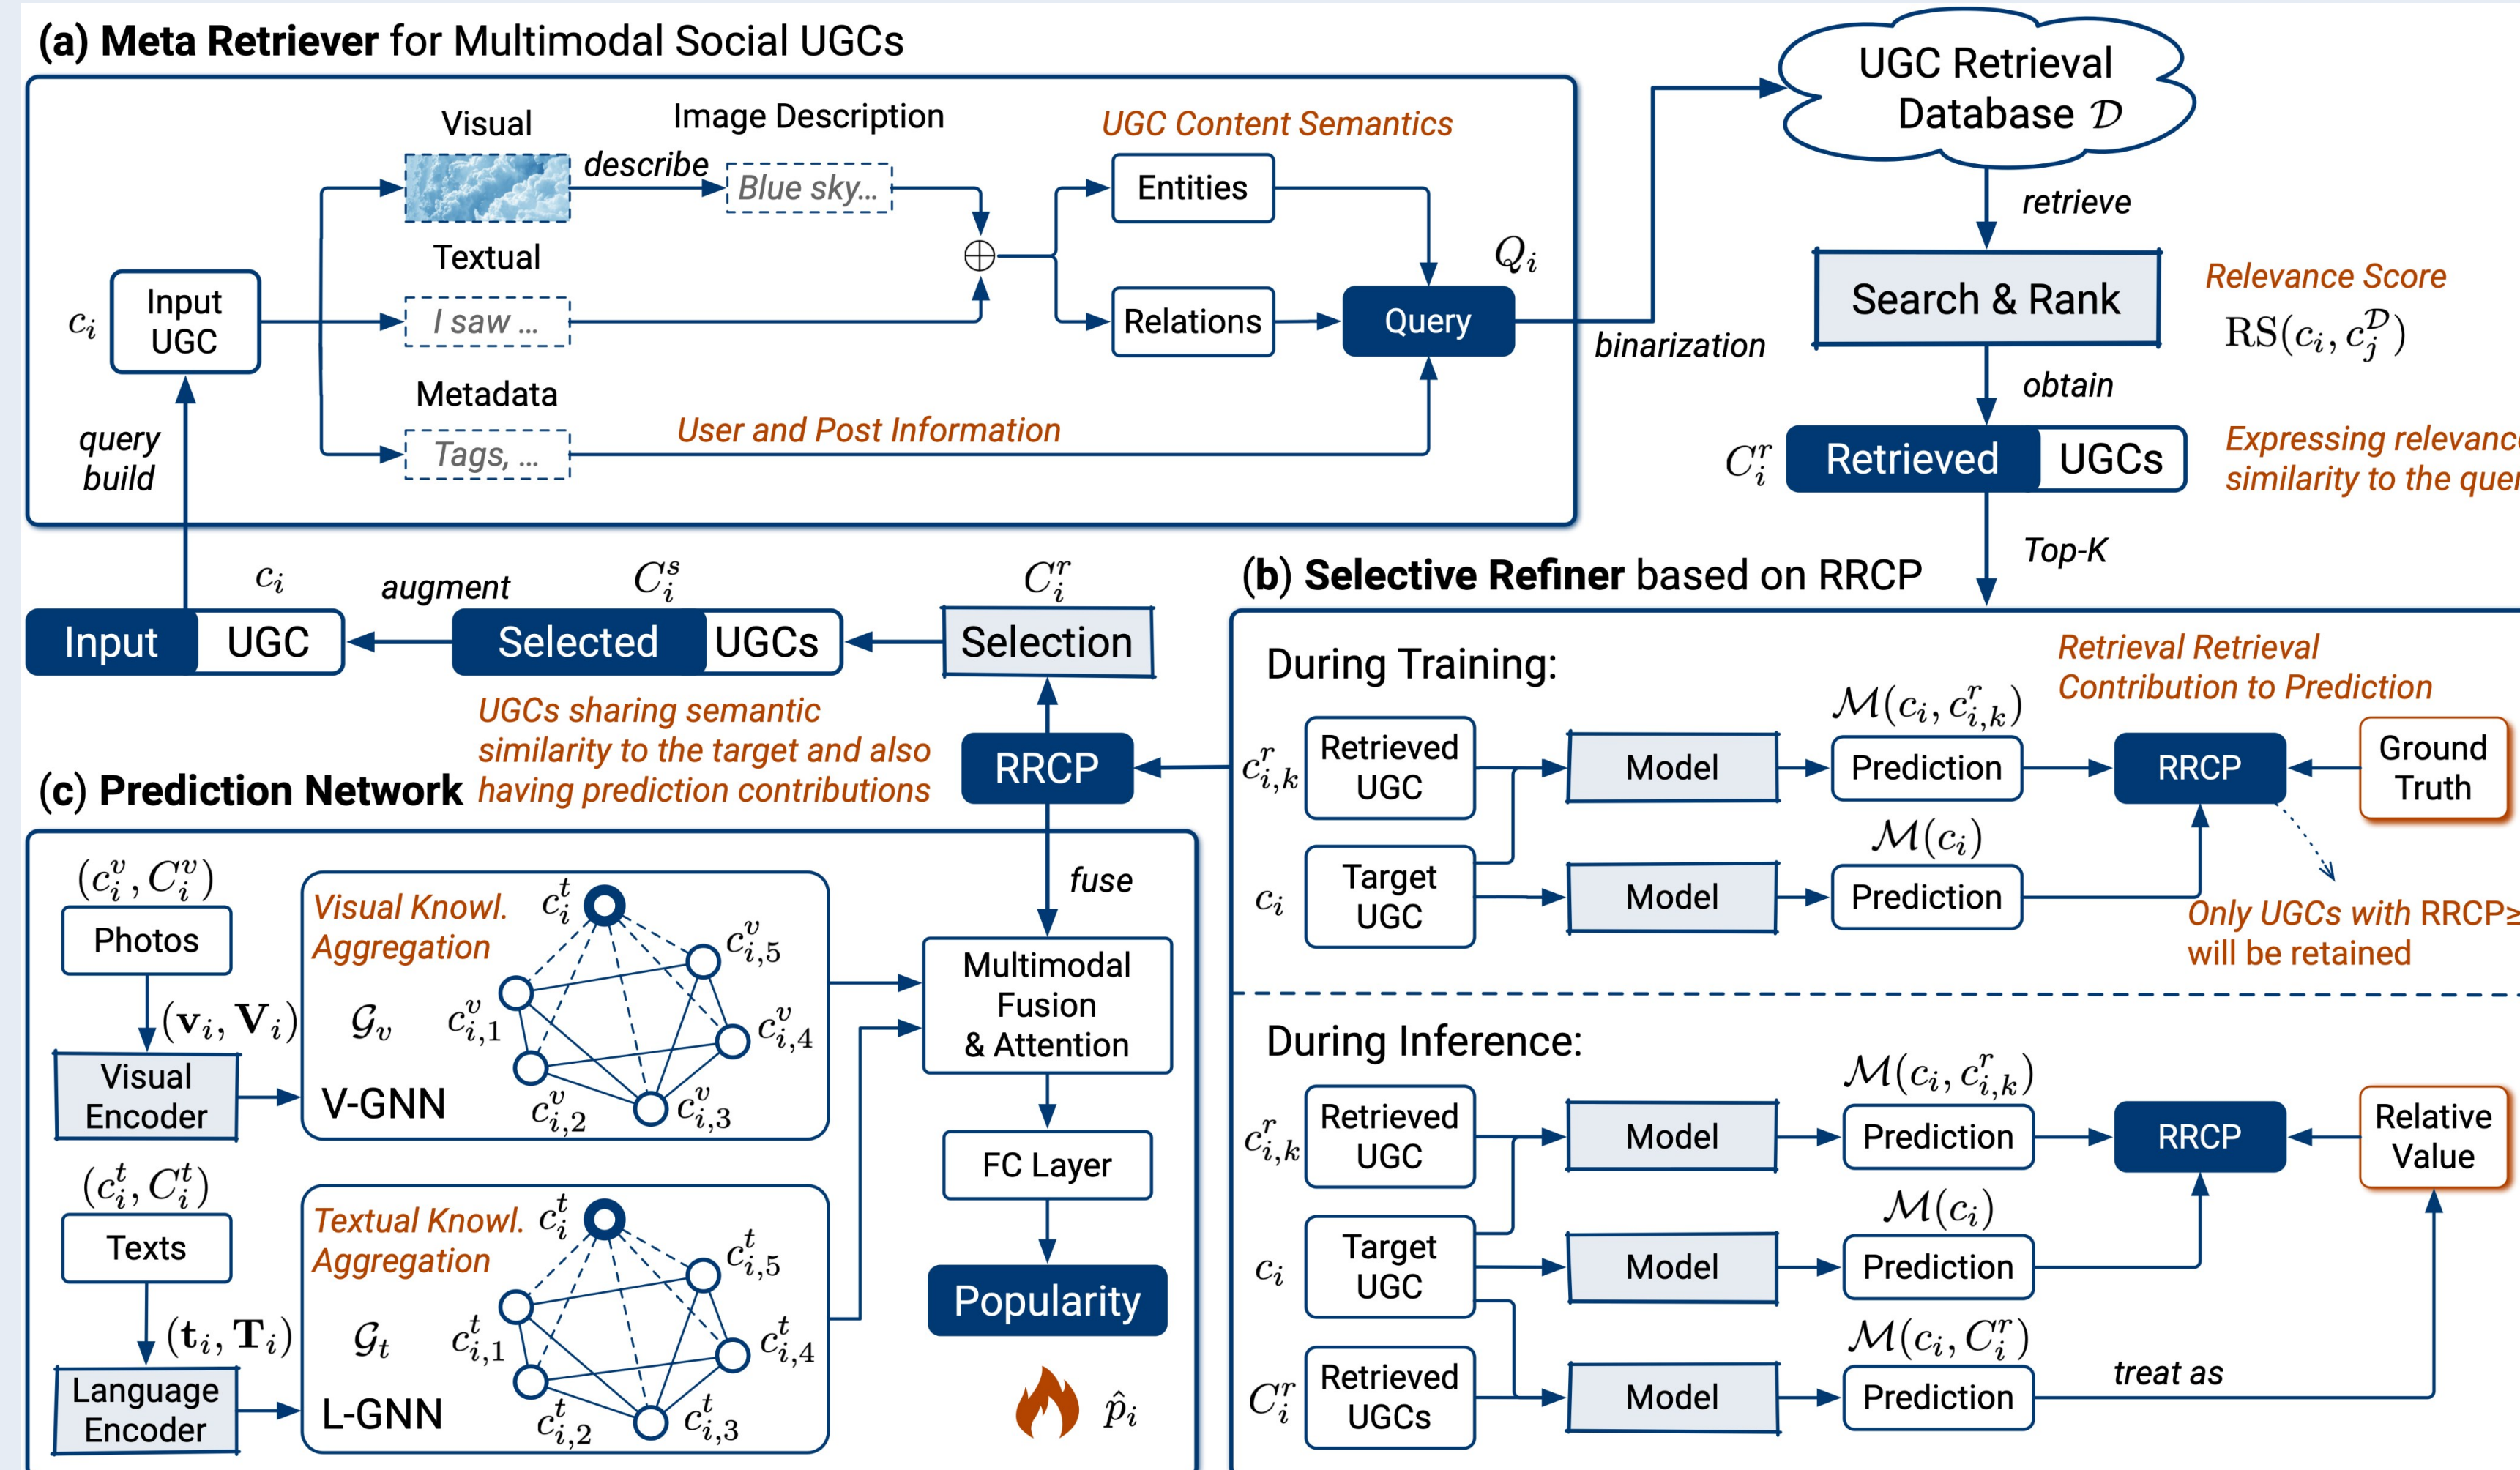 (a) Meta Retriever for Multimodal Social UGCs
Visual
Image Description
UGC Content Semantics
describe
Blue sky...
Entities
Textual
c_i
Input
UGC
I saw ...
⊕
Relations
Query
Q_i
binarization
Metadata
query
build
Tags, ...
User and Post Information
UGC Retrieval
Database 𝒟
retrieve
Search & Rank
Relevance Score
RS(c_i, c_j^𝒟)
obtain
C_i^r
Retrieved UGCs
Expressing relevance
similarity to the
Top-K
c_i
Input UGC
augment
C_i^s
Selected UGCs
C_i^r
Selection
UGCs sharing semantic
similarity to the target and also
having prediction contributions
RRCP
fuse
(b) Selective Refiner based on RRCP
During Training:
Retrieval Retrieval
Contribution to Prediction
c_{i,k}^r
Retrieved
UGC
Model
ℳ(c_i, c_{i,k}^r)
Prediction
RRCP
Ground
Truth
c_i
Target
UGC
Model
ℳ(c_i)
Prediction
Only UGCs with RRCP≥
will be retained
During Inference:
c_{i,k}^r
Retrieved
UGC
Model
ℳ(c_i, c_{i,k}^r)
Prediction
RRCP
Relative
Value
c_i
Target
UGC
Model
ℳ(c_i)
Prediction
C_i^r
Retrieved
UGCs
Model
ℳ(c_i, C_i^r)
Prediction
treat as
(c) Prediction Network
(c_i^v, C_i^v)
Photos
(v_i, V_i)
Visual
Encoder
Visual Knowl.
Aggregation
𝒢_v
V-GNN
c_i^t
c_{i,1}^v
c_{i,2}^v
c_{i,3}^v
c_{i,4}^v
c_{i,5}^v
(c_i^t, C_i^t)
Texts
(t_i, T_i)
Language
Encoder
Textual Knowl.
Aggregation
𝒢_t
L-GNN
c_i^t
c_{i,1}^t
c_{i,2}^t
c_{i,3}^t
c_{i,4}^t
c_{i,5}^t
Multimodal
Fusion
& Attention
FC Layer
Popularity
p̂_i